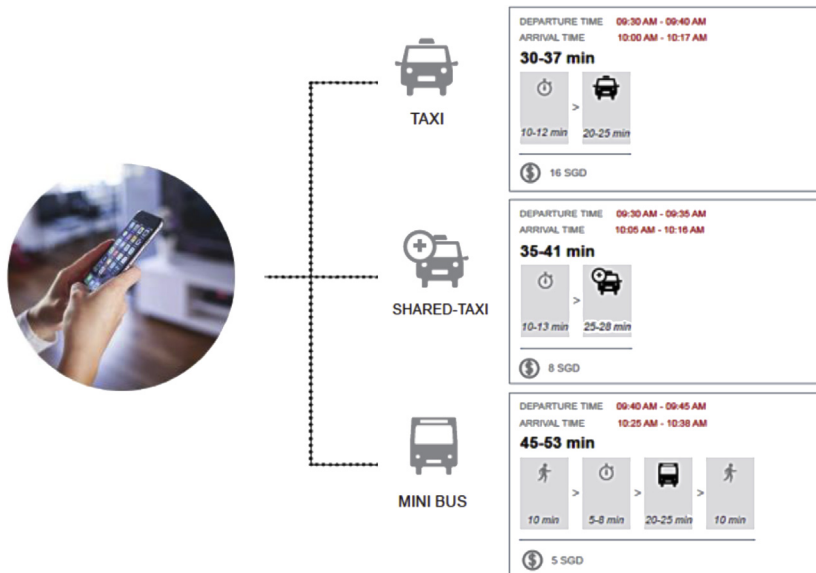 TAXI
DEPARTURE TIME 09:30 AM - 09:40 AM
ARRIVAL TIME 10:00 AM - 10:17 AM
30-37 min
>
10-12 min 20-25 min
16 SGD
SHARED-TAXI
DEPARTURE TIME 09:30 AM - 09:35 AM
ARRIVAL TIME 10:05 AM - 10:16 AM
35-41 min
>
10-13 min 25-28 min
8 SGD
MINI BUS
DEPARTURE TIME 09:40 AM - 09:45 AM
ARRIVAL TIME 10:25 AM - 10:38 AM
45-53 min
> > >
10 min 5-8 min 20-25 min 10 min
5 SGD